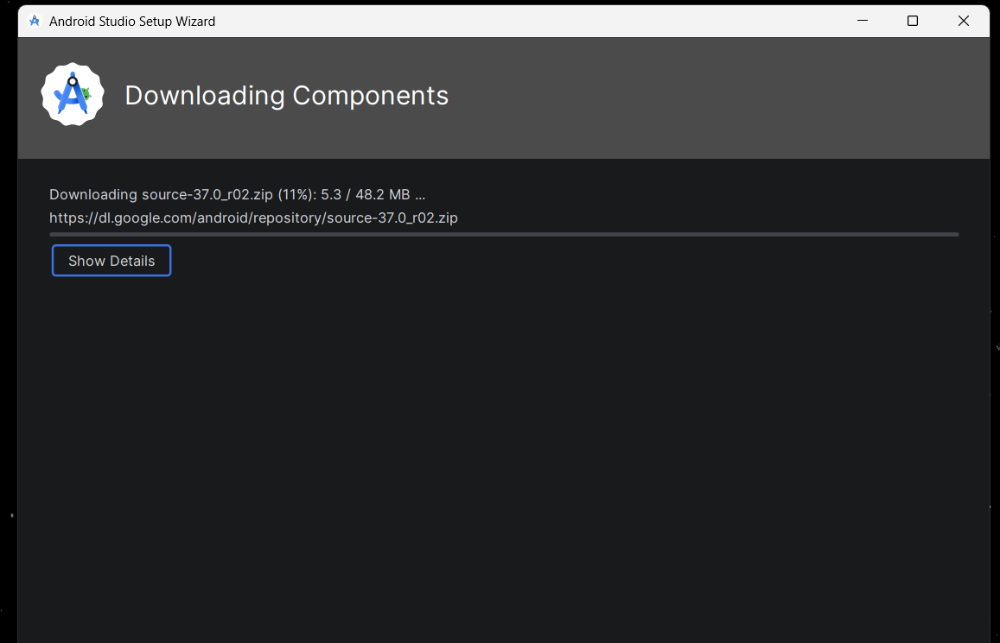 Android Studio Setup Wizard
Downloading Components
Downloading source-37.0_r02.zip (11%): 5.3 / 48.2 MB ...
https://dl.google.com/android/repository/source-37.0_r02.zip
Show Details